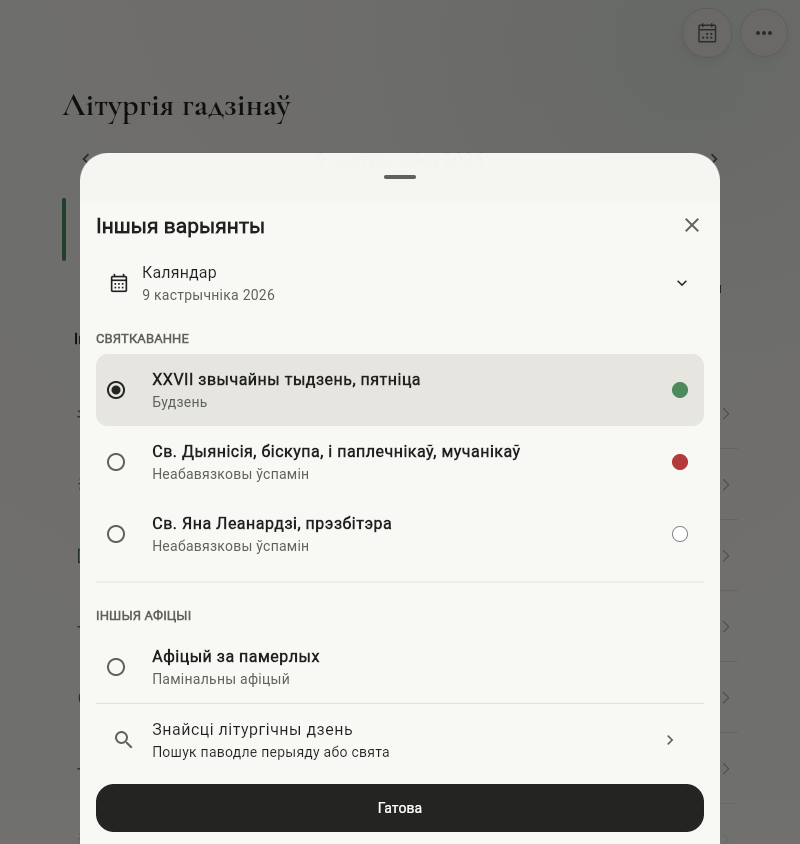 Літургія гадзінаў
Іншыя варыянты
Каляндар
9 кастрычніка 2026
СВЯТКАВАННЕ
XXVII звычайны тыдзень, пятніца
Будзень
Св. Дыянісія, біскупа, і паплечнікаў, мучанікаў
Неабавязковы ўспамін
Св. Яна Леанардзі, прэзбітэра
Неабавязковы ўспамін
ІНШЫЯ АФІЦЫІ
Афіцый за памерлых
Памінальны афіцый
Знайсці літургічны дзень
Пошук паводле перыяду або свята
Гатова